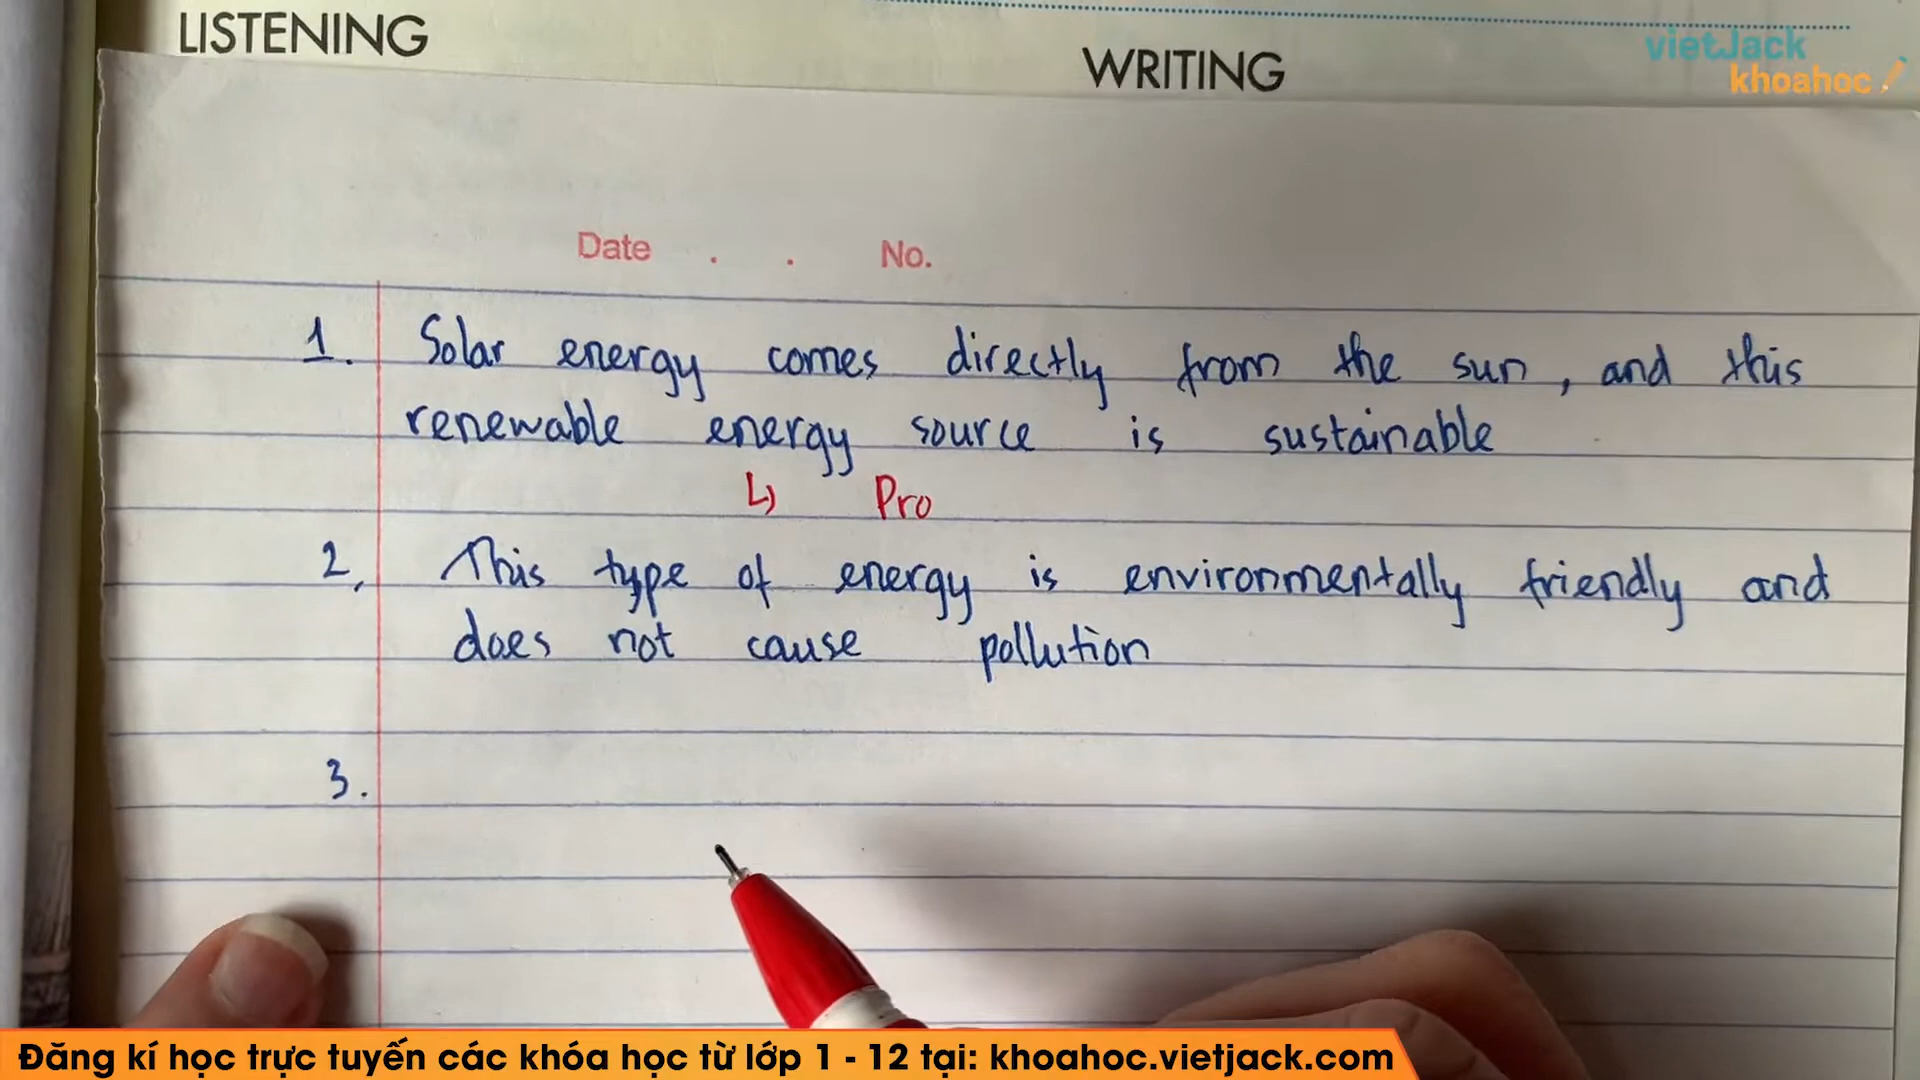 LISTENING
WRITING
vietJack
khoahoc
Date . . No.
1. Solar energy comes directly from the sun, and this
renewable energy source is sustainable
↳ Pro
2. This type of energy is environmentally friendly and
does not cause pollution
3.
Đăng kí học trực tuyến các khóa học từ lớp 1 - 12 tại: khoahoc.vietjack.com